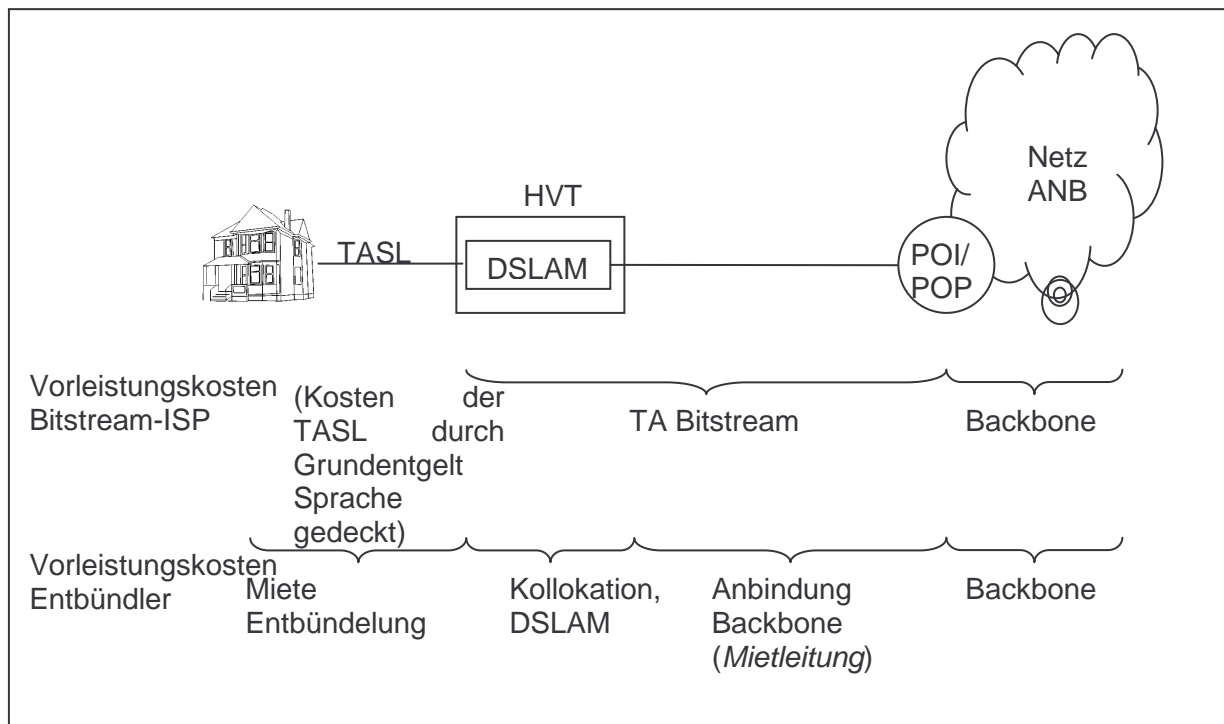 Netz
ANB
HVT
TASL
DSLAM
POI/
POP
Vorleistungskosten
Bitstream-ISP
(Kosten der
TASL durch
Grundentgelt
Sprache
gedeckt)
TA Bitstream
Backbone
Vorleistungskosten
Entbündler
Miete
Entbündelung
Kollokation,
DSLAM
Anbindung
Backbone
(Mietleitung)
Backbone